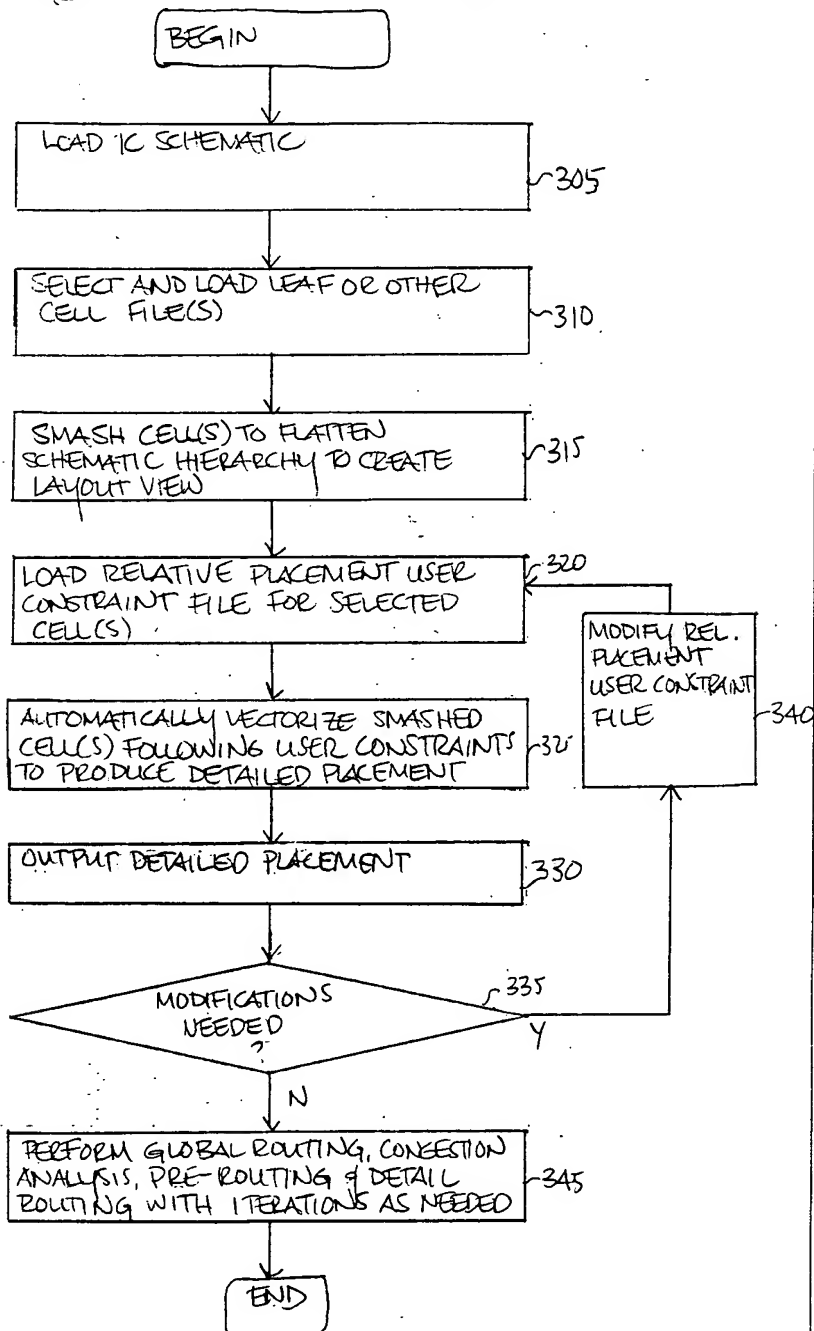 BEGIN
LOAD IC SCHEMATIC
305
SELECT AND LOAD LEAF OR OTHER
CELL FILE(S)
310
SMASH CELL(S) TO FLATTEN
SCHEMATIC HIERARCHY TO CREATE
LAYOUT VIEW
315
LOAD RELATIVE PLACEMENT USER
CONSTRAINT FILE FOR SELECTED
CELL(S)
320
MODIFY REL.
PLACEMENT
USER CONSTRAINT
FILE
340
AUTOMATICALLY VECTORIZE SMASHED
CELL(S) FOLLOWING USER CONSTRAINTS
TO PRODUCE DETAILED PLACEMENT
325
OUTPUT DETAILED PLACEMENT
330
MODIFICATIONS
NEEDED
?
335
Y
N
PERFORM GLOBAL ROUTING, CONGESTION
ANALYSIS, PRE-ROUTING & DETAIL
ROUTING WITH ITERATIONS AS NEEDED
345
END